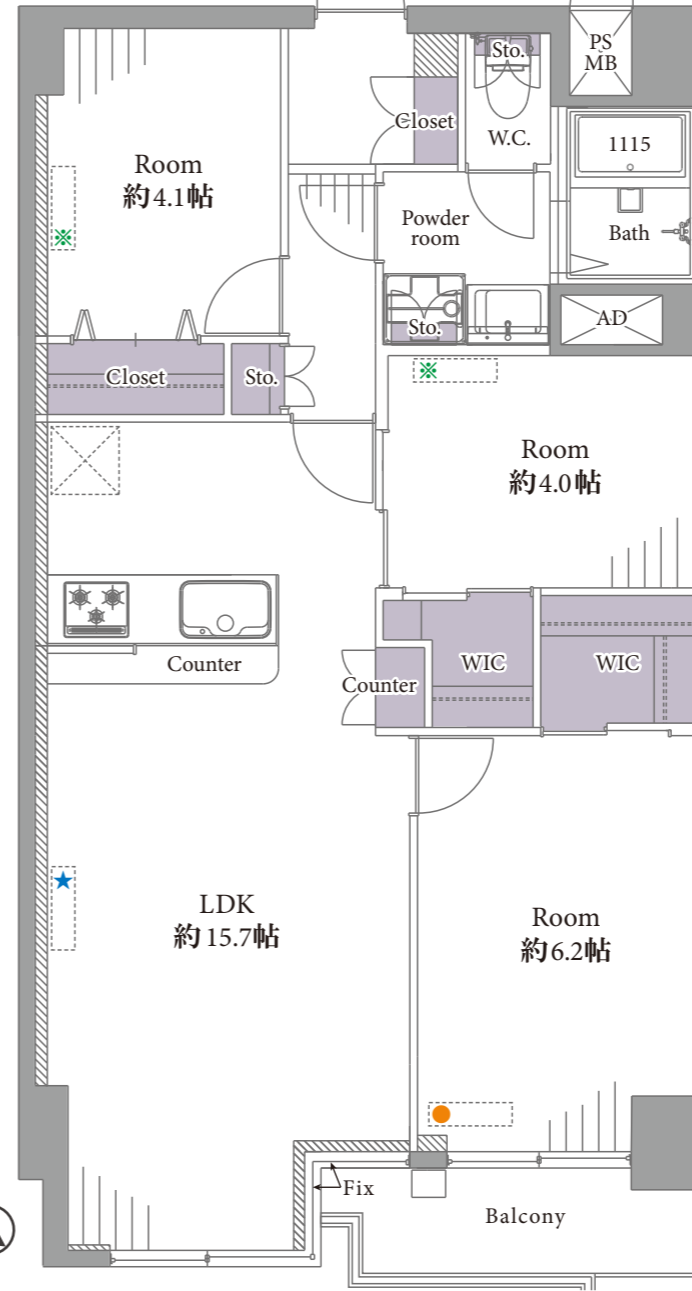 Sto.
PS
MB
Closet
W.C.
1115
Room
約4.1帖
※
Powder
room
Bath
Sto.
AD
Closet
Sto.
※
Room
約4.0帖
Counter
WIC
WIC
Counter
★
LDK
約15.7帖
Room
約6.2帖
Fix
Balcony